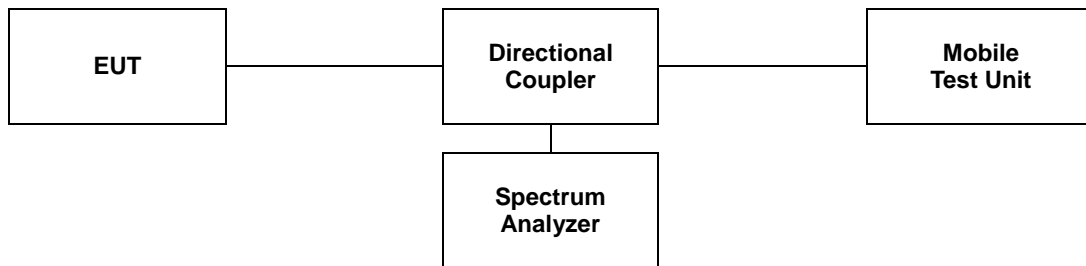 EUT
Directional
Coupler
Mobile
Test Unit
Spectrum
Analyzer